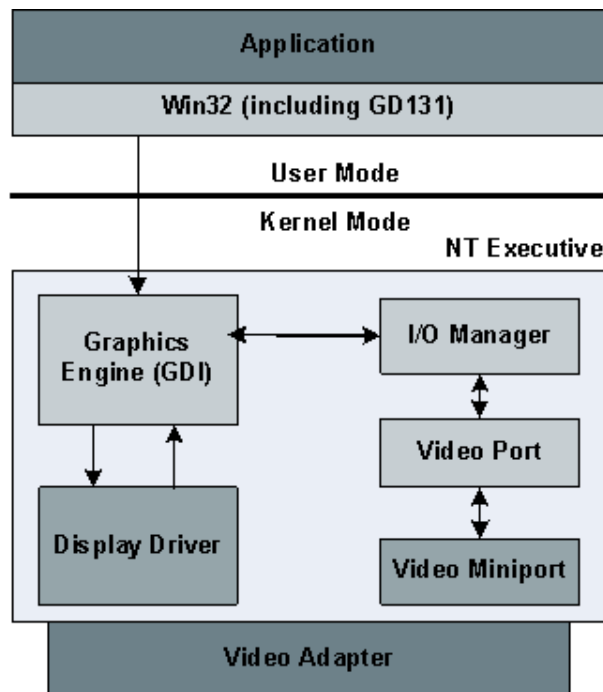 Application
Win32 (including GD131)
User Mode
Kernel Mode
NT Executive
Graphics
Engine (GDI)
I/O Manager
Video Port
Display Driver
Video Miniport
Video Adapter